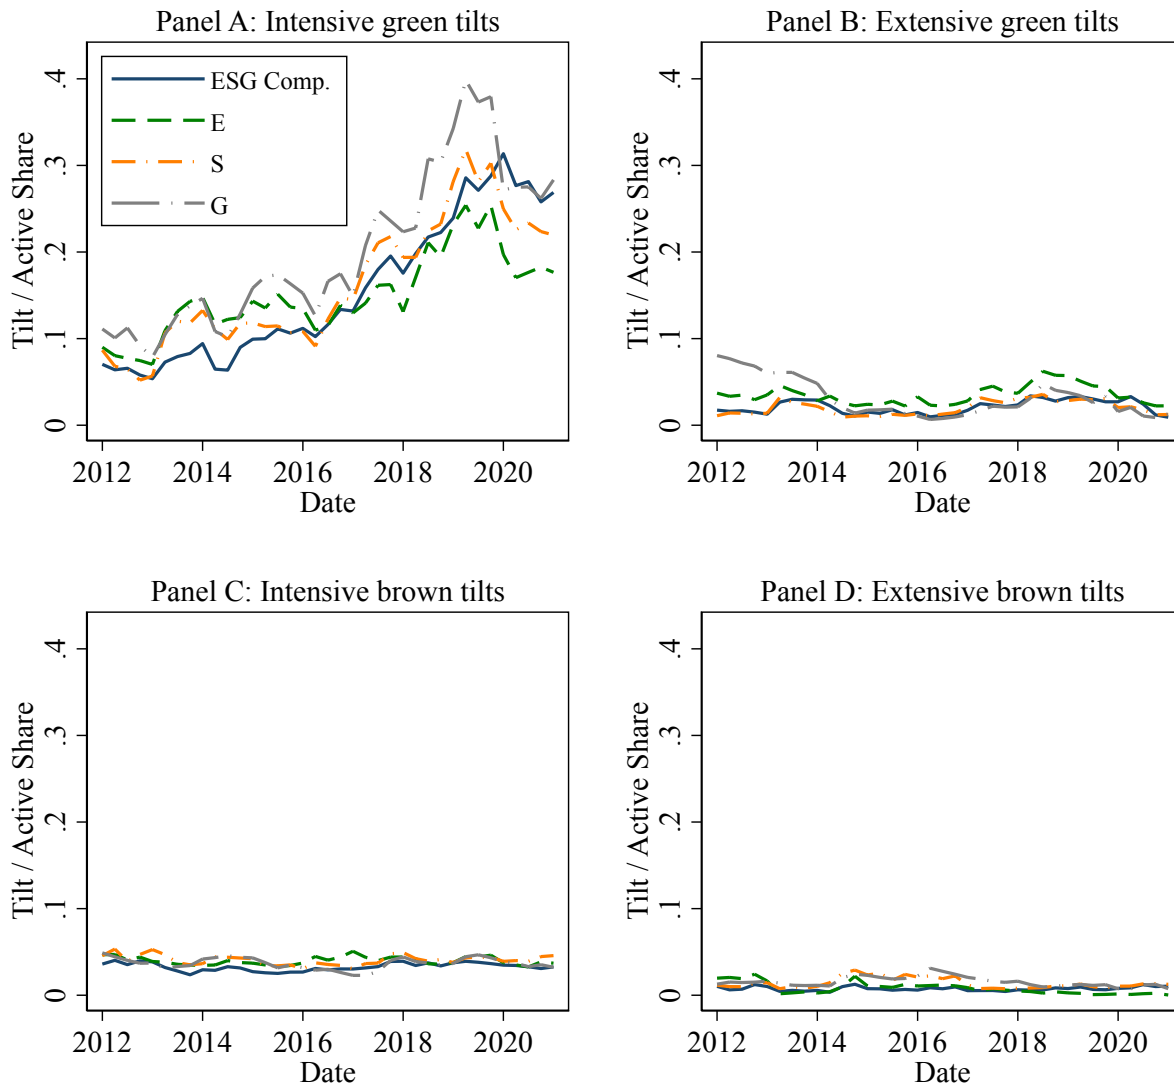 Panel A: Intensive green tilts
Tilt / Active Share
.4
.3
.2
.1
0
ESG Comp.
E
S
G
2012 2014 2016 2018 2020
Date
Panel B: Extensive green tilts
Tilt / Active Share
.4
.3
.2
.1
0
2012 2014 2016 2018 2020
Date
Panel C: Intensive brown tilts
Tilt / Active Share
.4
.3
.2
.1
0
2012 2014 2016 2018 2020
Date
Panel D: Extensive brown tilts
Tilt / Active Share
.4
.3
.2
.1
0
2012 2014 2016 2018 2020
Date